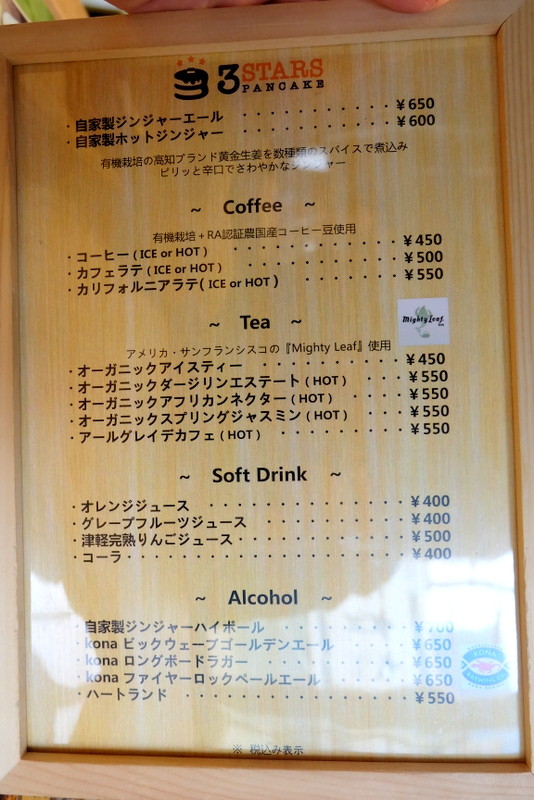 3 STARS
PANCAKE
・自家製ジンジャーエール ・・・・・・・・・・・ ¥650
・自家製ホットジンジャー ・・・・・・・・・・・ ¥600
有機栽培の高知ブランド黄金生姜を数種類のスパイスで煮込み
ピリッと辛口でさわやかなジンジャー
~ Coffee ~
有機栽培+RA認証農園産コーヒー豆使用
・コーヒー ( ICE or HOT ) ・・・・・・・・・・・ ¥450
・カフェラテ ( ICE or HOT ) ・・・・・・・・・・ ¥500
・カリフォルニアラテ( ICE or HOT ) ・・・・・・・ ¥550
~ Tea ~
Mighty Leaf
アメリカ・サンフランシスコの『Mighty Leaf』使用
・オーガニックアイスティー ・・・・・・・・・・ ¥450
・オーガニックダージリンエステート ( HOT ) ・・・ ¥550
・オーガニックアフリカンネクター ( HOT ) ・・・・ ¥550
・オーガニックスプリングジャスミン ( HOT ) ・・・ ¥550
・アールグレイデカフェ ( HOT ) ・・・・・・・・ ¥550
~ Soft Drink ~
・オレンジジュース ・・・・・・・・・・・・・ ¥400
・グレープフルーツジュース ・・・・・・・・・ ¥400
・津軽完熟りんごジュース・・・・・・・・・・・ ¥500
・コーラ・・・・・・・・・・・・・・・・・・ ¥400
~ Alcohol ~
・自家製ジンジャーハイボール ・・・・・・・・ ¥700
・kona ビックウェーブゴールデンエール ・・・・・ ¥650
・kona ロングボードラガー ・・・・・・・・・・ ¥650
・kona ファイヤーロックペールエール ・・・・・・ ¥650
・ハートランド ・・・・・・・・・・・・・・・ ¥550
KONA
BREWING CO.
※ 税込み表示